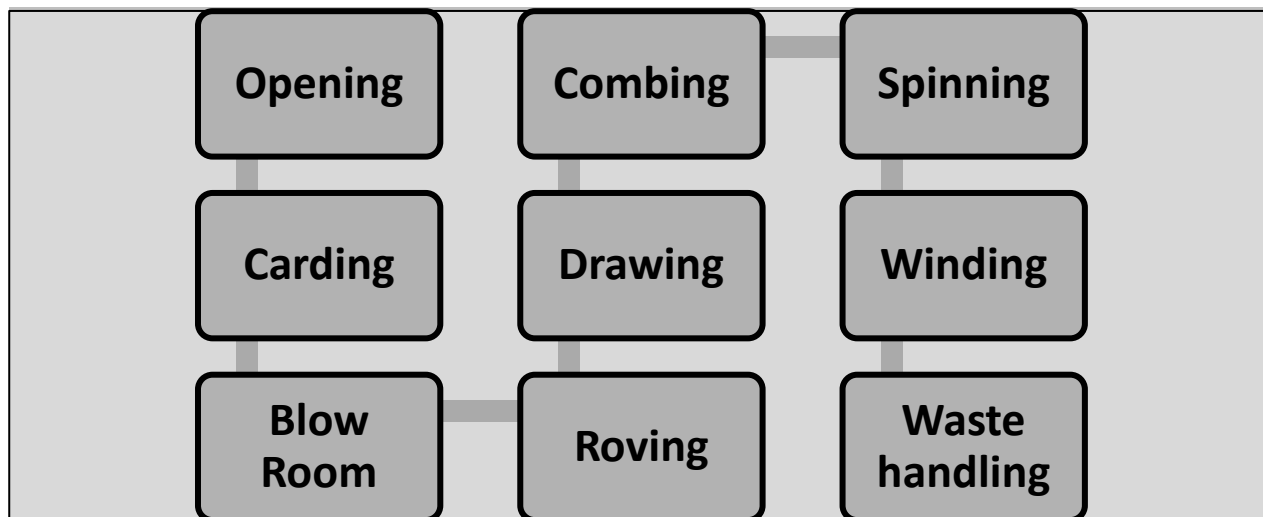 Opening
Carding
Blow
Room
Roving
Drawing
Combing
Spinning
Winding
Waste
handling